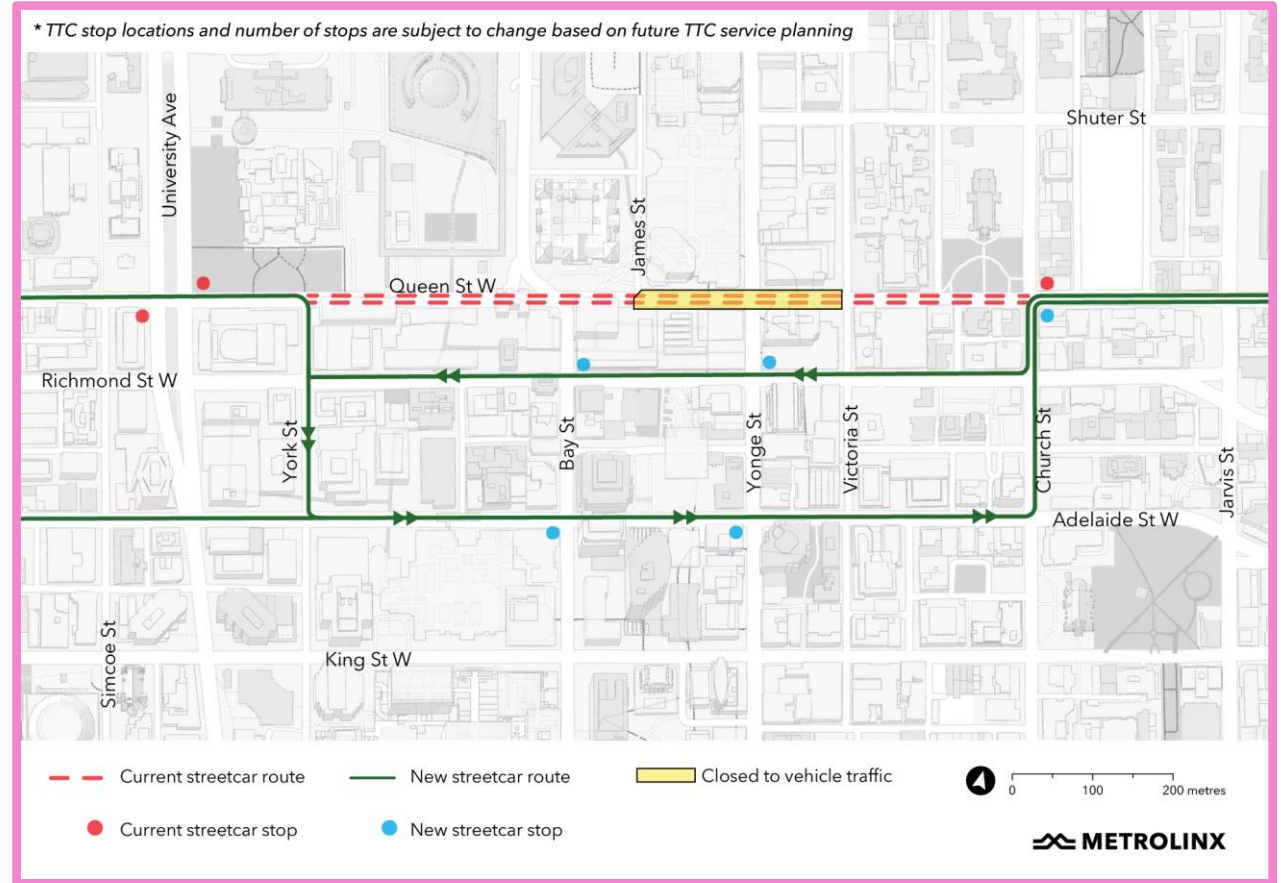 * TTC stop locations and number of stops are subject to change based on future TTC service planning
University Ave
Shuter St
James St
Queen St W
Richmond St W
York St
Bay St
Yonge St
Victoria St
Church St
Jarvis St
Adelaide St W
Simcoe St
King St W
Current streetcar route
New streetcar route
Closed to vehicle traffic
0 100 200 metres
Current streetcar stop
New streetcar stop
METROLINX